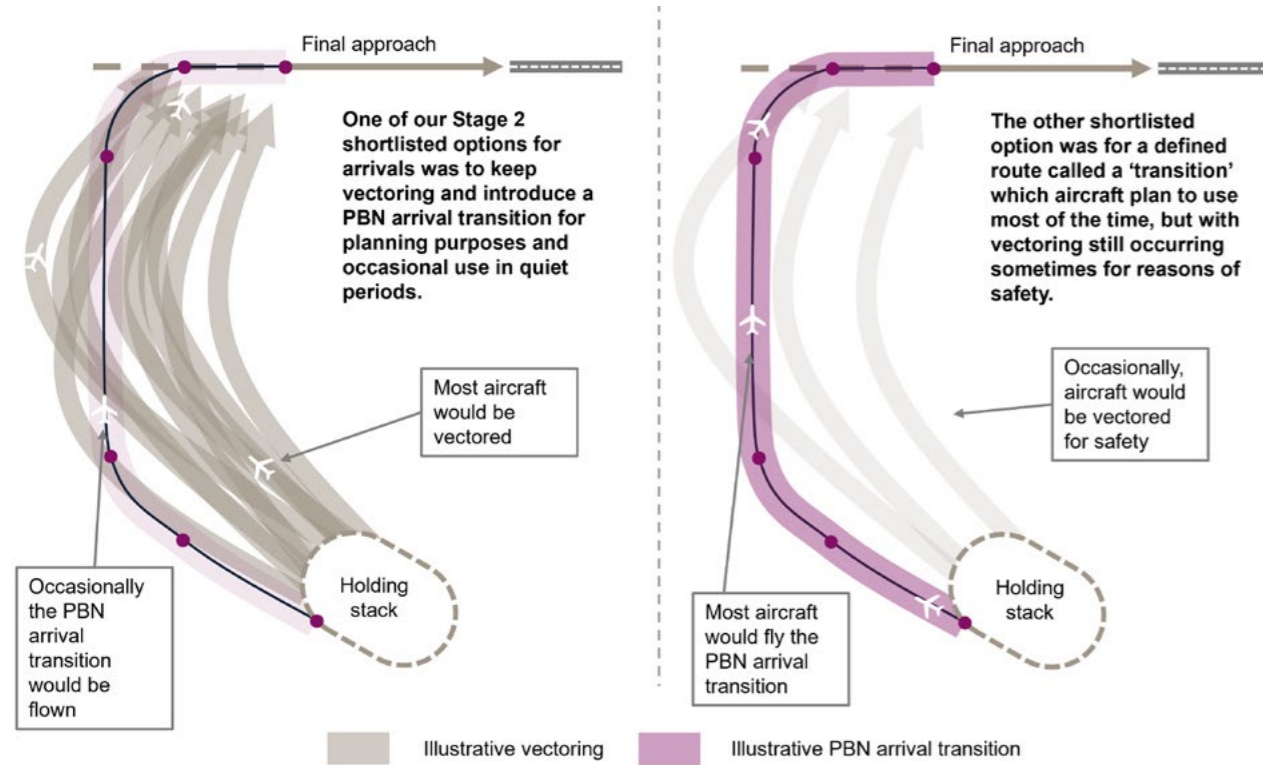 Final approach
One of our Stage 2
shortlisted options for
arrivals was to keep
vectoring and introduce a
PBN arrival transition for
planning purposes and
occasional use in quiet
periods.
Most aircraft
would be
vectored
Occasionally
the PBN
arrival
transition
would be
flown
Holding
stack
Final approach
The other shortlisted
option was for a defined
route called a ‘transition’
which aircraft plan to use
most of the time, but with
vectoring still occurring
sometimes for reasons of
safety.
Occasionally,
aircraft would
be vectored
for safety
Most aircraft
would fly the
PBN arrival
transition
Holding
stack
Illustrative vectoring
Illustrative PBN arrival transition